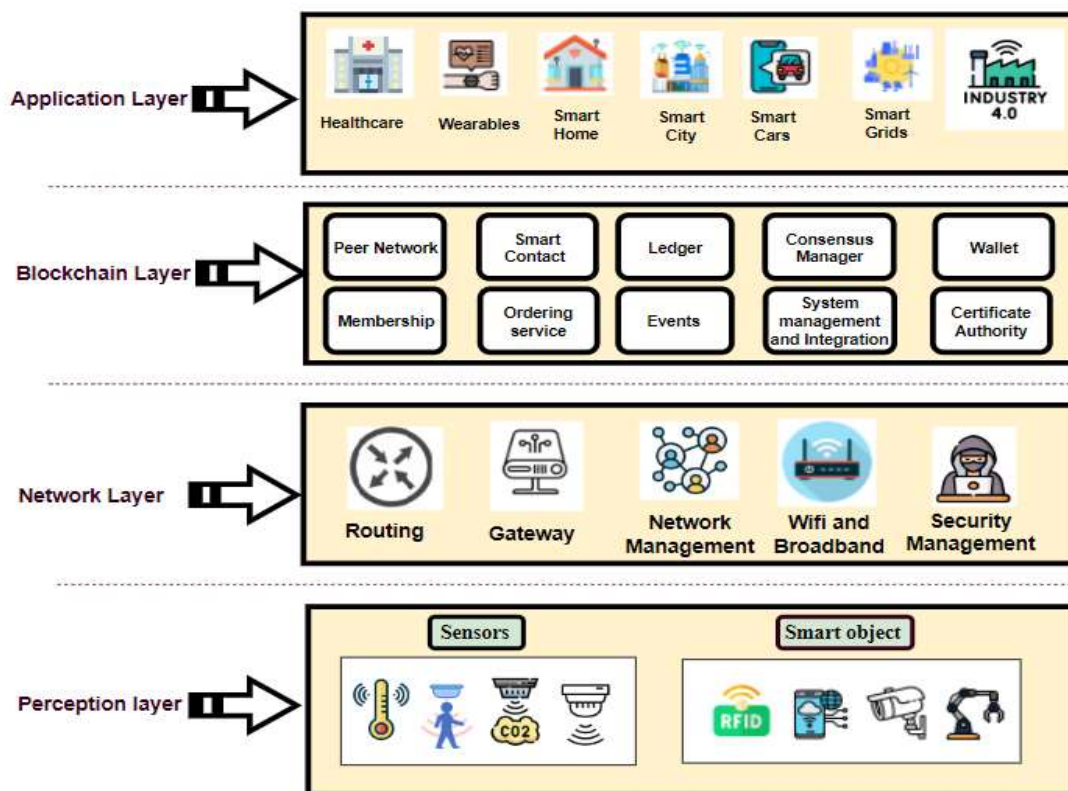 Application Layer
Healthcare
Wearables
Smart
Home
Smart
City
Smart
Cars
Smart
Grids
INDUSTRY
4.0
Blockchain Layer
Peer Network
Smart
Contact
Ledger
Consensus
Manager
Wallet
Membership
Ordering
service
Events
System
management
and Integration
Certificate
Authority
Network Layer
Routing
Gateway
Network
Management
Wifi and
Broadband
Security
Management
Perception layer
Sensors
Smart object
CO2
RFID